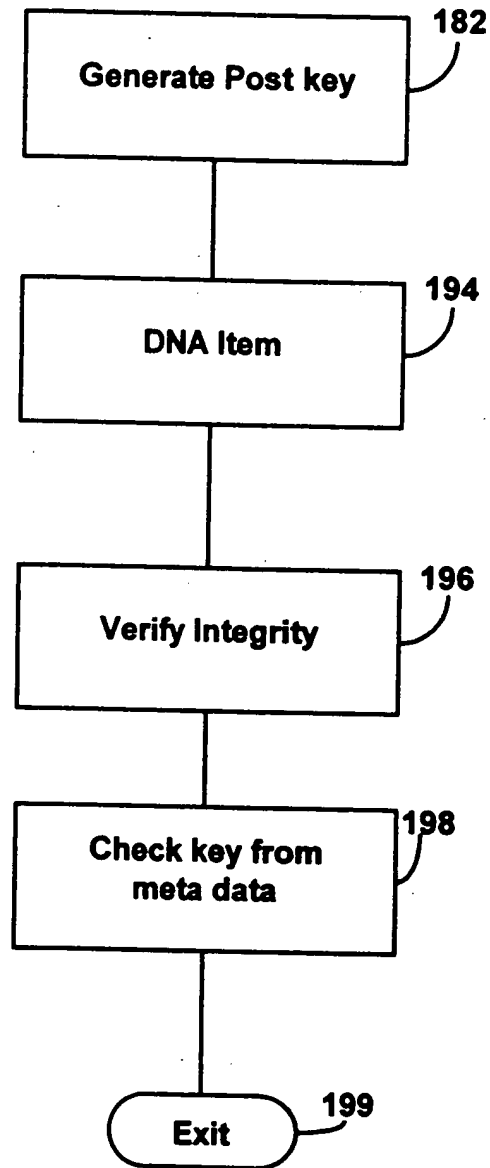 182
Generate Post key
194
DNA Item
196
Verify Integrity
198
Check key from
meta data
199
Exit